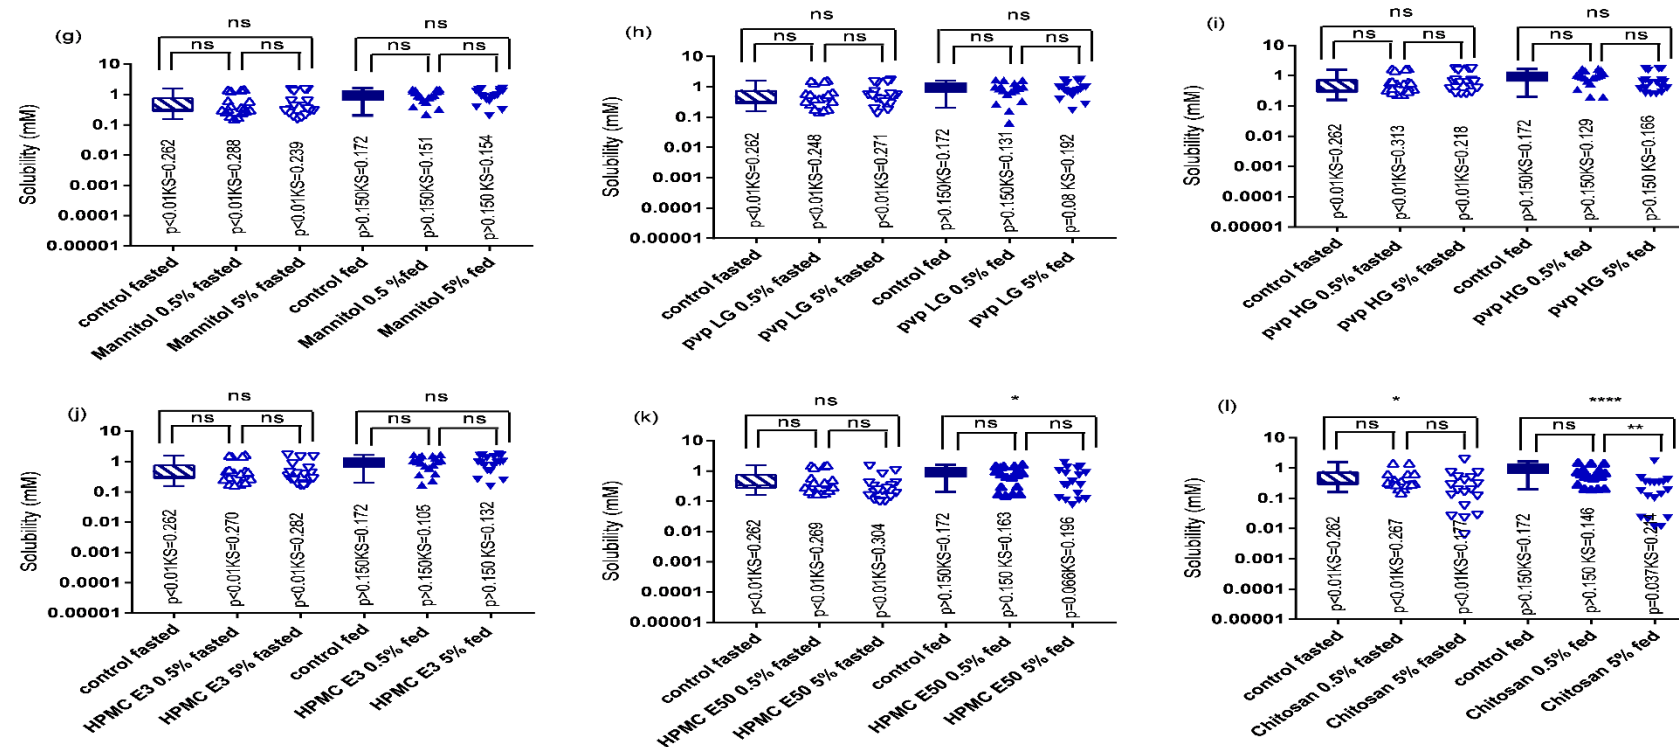 (g)
ns
ns
ns
ns
ns
ns
Solubility (mM)
10
1
0.1
0.01
0.001
0.0001
0.00001
p<0.01KS=0.262
p<0.01KS=0.288
p<0.01KS=0.239
p>0.150KS=0.172
p>0.150KS=0.151
p>0.150 KS=0.154
control fasted
Mannitol 0.5% fasted
Mannitol 5% fasted
control fed
Mannitol 0.5 %fed
Mannitol 5% fed
(h)
ns
ns
ns
ns
ns
ns
Solubility (mM)
10
1
0.1
0.01
0.001
0.0001
0.00001
p<0.01KS=0.262
p<0.01KS=0.248
p<0.01KS=0.271
p>0.150KS=0.172
p>0.150KS=0.131
p=0.08 KS=0.192
control fasted
pvp LG 0.5% fasted
pvp LG 5% fasted
control fed
pvp LG 0.5% fed
pvp LG 5% fed
(i)
ns
ns
ns
ns
ns
ns
Solubility (mM)
10
1
0.1
0.01
0.001
0.0001
0.00001
p<0.01KS=0.262
p<0.01KS=0.313
p<0.01KS=0.218
p>0.150KS=0.172
p>0.150KS=0.129
p>0.150 KS=0.166
control fasted
pvp HG 0.5% fasted
pvp HG 5% fasted
control fed
pvp HG 0.5% fed
pvp HG 5% fed
(j)
ns
ns
ns
ns
ns
ns
Solubility (mM)
10
1
0.1
0.01
0.001
0.0001
0.00001
p<0.01KS=0.262
p<0.01KS=0.270
p<0.01KS=0.282
p>0.150KS=0.172
p>0.150KS=0.105
p>0.150 KS=0.132
control fasted
HPMC E3 0.5% fasted
HPMC E3 5% fasted
control fed
HPMC E3 0.5% fed
HPMC E3 5% fed
(k)
ns
*
ns
ns
ns
ns
Solubility (mM)
10
1
0.1
0.01
0.001
0.0001
0.00001
p<0.01KS=0.262
p<0.01KS=0.269
p<0.01KS=0.304
p>0.150KS=0.172
p>0.150 KS=0.163
p=0.066KS=0.196
control fasted
HPMC E50 0.5% fasted
HPMC E50 5% fasted
control fed
HPMC E50 0.5% fed
HPMC E50 5% fed
(l)
*
****
ns
ns
ns
**
Solubility (mM)
10
1
0.1
0.01
0.001
0.0001
0.00001
p<0.01KS=0.262
p<0.01KS=0.267
p<0.01KS=0.177
p>0.150KS=0.172
p>0.150 KS=0.146
control fasted
Chitosan 0.5% fasted
Chitosan 5% fasted
control fed
Chitosan 0.5% fed
Chitosan 5% fed